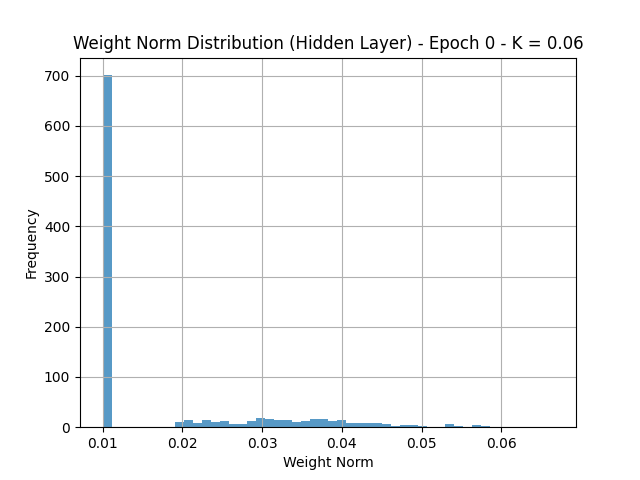 Weight Norm Distribution (Hidden Layer) - Epoch 0 - K = 0.06
700
600
500
400
300
200
100
0
Frequency
0.01 0.02 0.03 0.04 0.05 0.06
Weight Norm